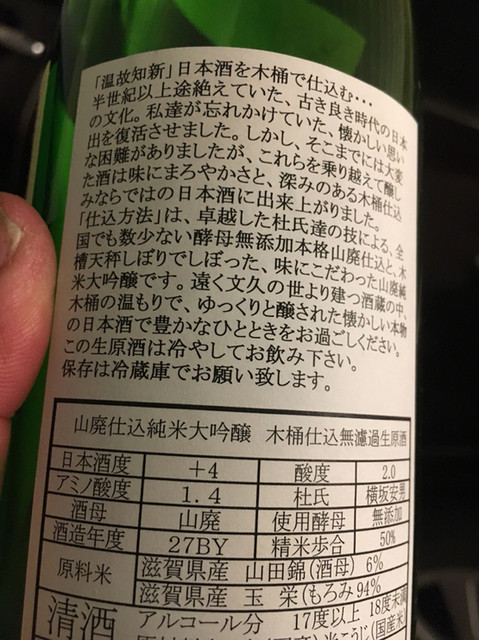 「温故知新」日本酒を木桶で仕込む…
半世紀以上途絶えていた、古き良き時代の日本
の文化。私達が忘れかけていた、懐かしい思い
出を復活させました。しかし、そこまでには大変
な困難がありましたが、これらを乗り越えて醸し
た酒は味にまろやかさと、深みのある木桶仕込
みならではの日本酒に出来上がりました。
「仕込方法」は、卓越した杜氏達の技による、全
国でも数少ない酵母無添加本格山廃仕込と、木
槽天秤しぼりでしぼった、味にこだわった山廃純
米大吟醸です。遠く文久の世より建つ酒蔵の中、
木桶の温もりで、ゆっくりと醸された懐かしい本物
の日本酒で豊かなひとときをお過ごしください。
この生原酒は冷やしてお飲み下さい。
保存は冷蔵庫でお願い致します。
山廃仕込純米大吟醸 木桶仕込無濾過生原酒
日本酒度 +4 酸度 2.0
アミノ酸度 1.4 杜氏 横坂安男
酒母 山廃 使用酵母 無添加
酒造年度 27BY 精米歩合 50%
原料米 滋賀県産 山田錦(酒母) 6%
滋賀県産 玉 栄(もろみ)94%
清酒 アルコール分 17度以上 18度未満